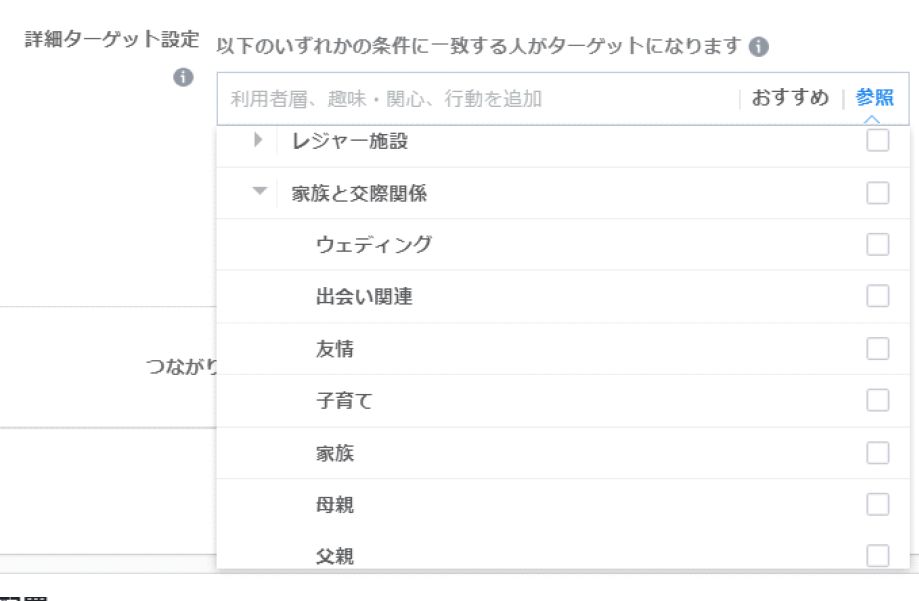 詳細ターゲット設定
以下のいずれかの条件に一致する人がターゲットになります
利用者層、趣味・関心、行動を追加
おすすめ
参照
レジャー施設
家族と交際関係
ウェディング
出会い関連
友情
子育て
つながり
家族
母親
父親